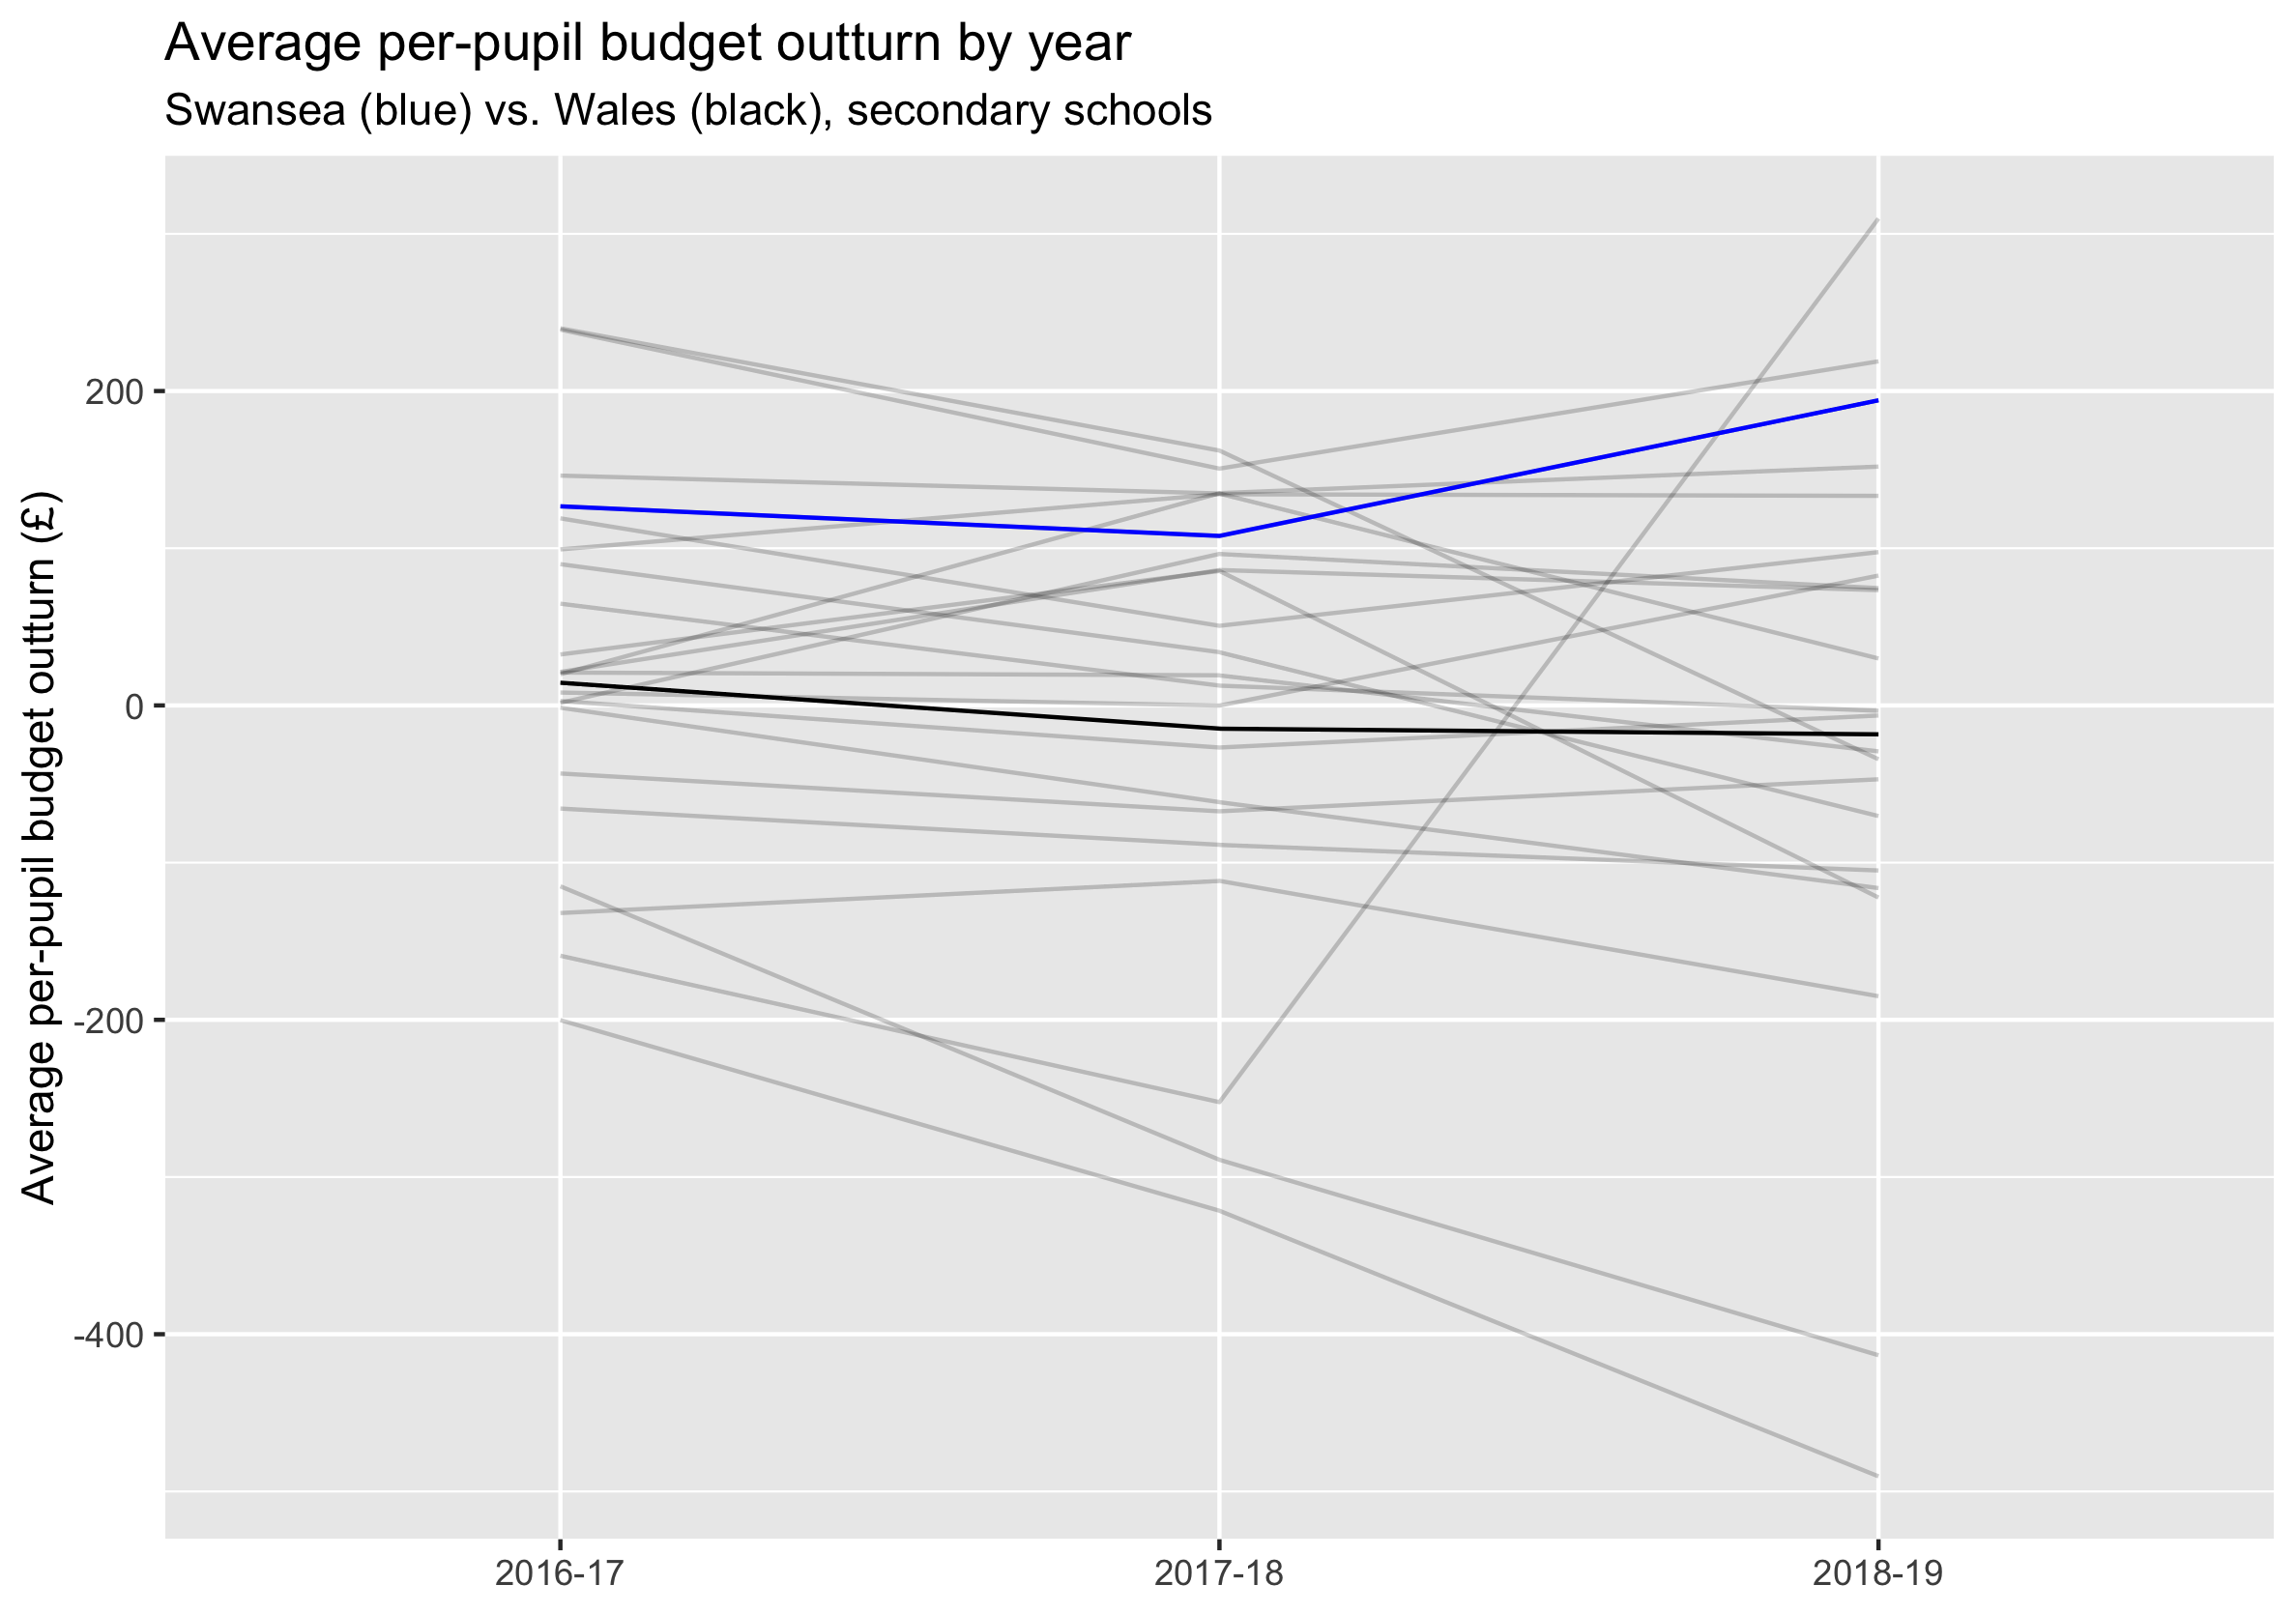 Average per-pupil budget outturn by year
Swansea (blue) vs. Wales (black), secondary schools
Average per-pupil budget outturn (£)
200
0
-200
-400
2016-17
2017-18
2018-19